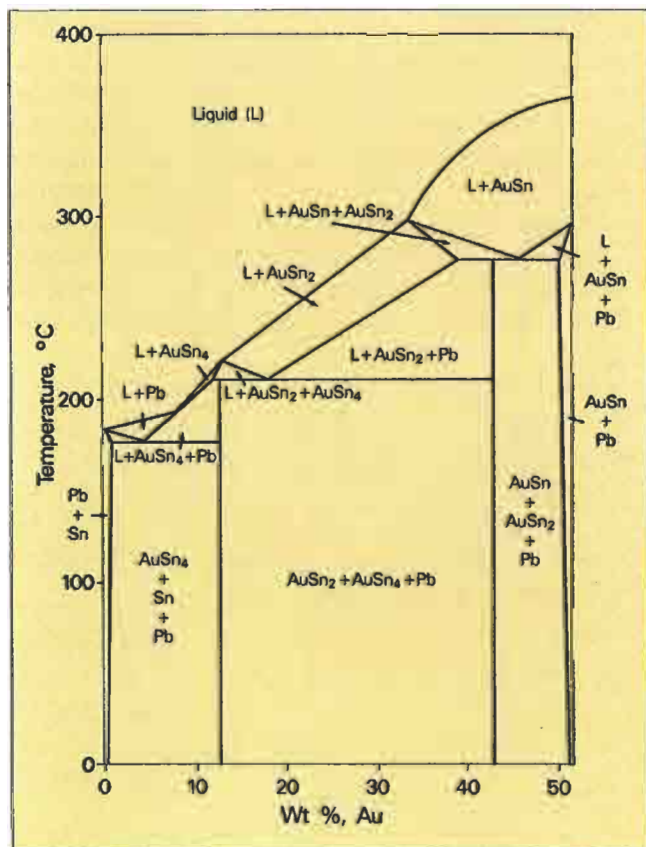 400
Liquid (L)
L+AuSn
300
L+AuSn+AuSn₂
L
+
AuSn
+
Pb
L+AuSn₂
L+AuSn₄
L+AuSn₂+Pb
L+Pb
L+AuSn₂+AuSn₄
200
AuSn
+
Pb
L+AuSn₄+Pb
Temperature, °C
Pb
+
Sn
AuSn
+
AuSn₂
+
Pb
100
AuSn₄
+
Sn
+
Pb
AuSn₂+AuSn₄+Pb
0
0 10 20 30 40 50
Wt %, Au